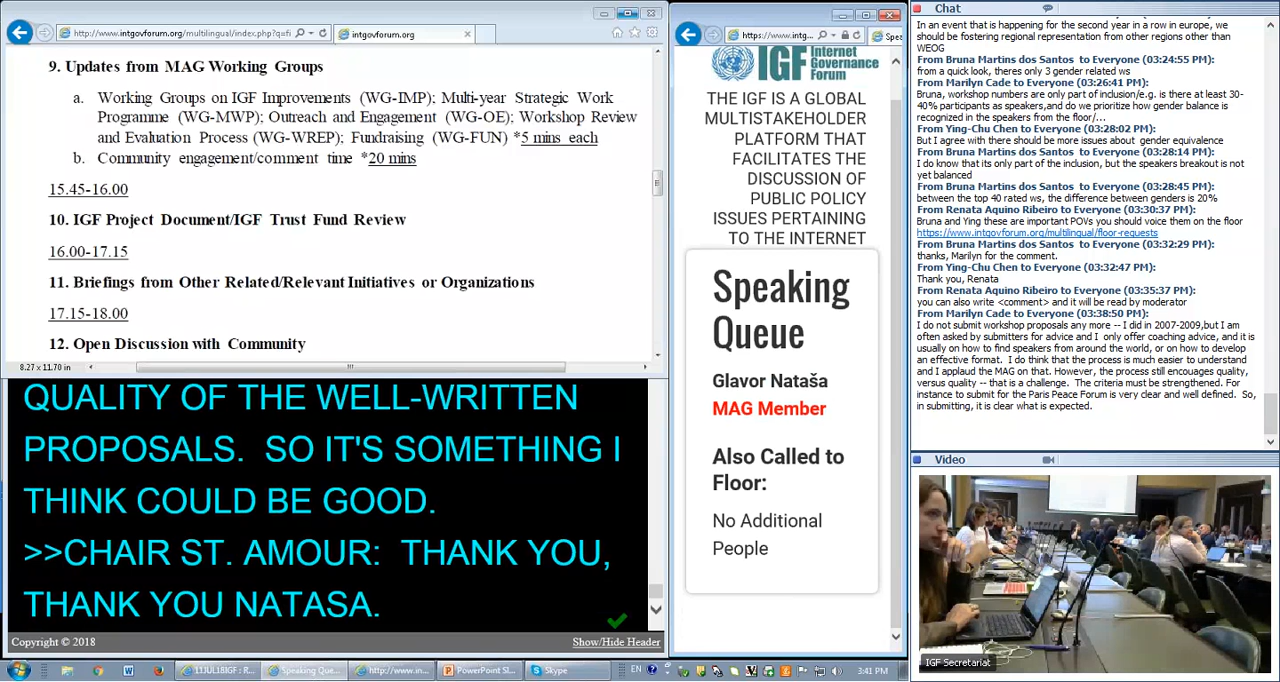 http://www.intgovforum.org/multilingual/index.php?q=fi
intgovforum.org
9. Updates from MAG Working Groups
a. Working Groups on IGF Improvements (WG-IMP); Multi-year Strategic Work
Programme (WG-MWP); Outreach and Engagement (WG-OE); Workshop Review
and Evaluation Process (WG-WREP); Fundraising (WG-FUN) *5 mins each
b. Community engagement/comment time *20 mins
15.45-16.00
10. IGF Project Document/IGF Trust Fund Review
16.00-17.15
11. Briefings from Other Related/Relevant Initiatives or Organizations
17.15-18.00
12. Open Discussion with Community
8.27 x 11.70 in
QUALITY OF THE WELL-WRITTEN
PROPOSALS. SO IT'S SOMETHING I
THINK COULD BE GOOD.
>>CHAIR ST. AMOUR: THANK YOU,
THANK YOU NATASA.
Copyright © 2018
Show/Hide Header
https://www.intg...
Spea
IGF
Internet
Governance
Forum
THE IGF IS A GLOBAL
MULTISTAKEHOLDER
PLATFORM THAT
FACILITATES THE
DISCUSSION OF
PUBLIC POLICY
ISSUES PERTAINING
TO THE INTERNET
Speaking
Queue
Glavor Nataša
MAG Member
Also Called to
Floor:
No Additional
People
Chat
In an event that is happening for the second year in a row in europe, we
should be fostering regional representation from other regions other than
WEOG
From Bruna Martins dos Santos to Everyone (03:24:55 PM):
from a quick look, theres only 3 gender related ws
From Marilyn Cade to Everyone (03:26:41 PM):
Bruna, workshop numbers are only part of inclusion/e.g. is there at least 30-
40% participants as speakers,and do we prioritize how gender balance is
recognized in the speakers from the floor/...
From Ying-Chu Chen to Everyone (03:28:02 PM):
But I agree with there should be more issues about gender equivalence
From Bruna Martins dos Santos to Everyone (03:28:14 PM):
I do know that its only part of the inclusion, but the speakers breakout is not
yet balanced
From Bruna Martins dos Santos to Everyone (03:28:45 PM):
between the top 40 rated ws, the difference between genders is 20%
From Renata Aquino Ribeiro to Everyone (03:30:37 PM):
Bruna and Ying these are important POVs you should voice them on the floor
https://www.intgovforum.org/multilingual/floor-requests
From Bruna Martins dos Santos to Everyone (03:32:29 PM):
thanks, Marilyn for the comment.
From Ying-Chu Chen to Everyone (03:32:47 PM):
Thank you, Renata
From Renata Aquino Ribeiro to Everyone (03:35:37 PM):
you can also write <comment> and it will be read by moderator
From Marilyn Cade to Everyone (03:38:50 PM):
I do not submit workshop proposals any more -- I did in 2007-2009,but I am
often asked by submitters for advice and I only offer coaching advice, and it is
usually on how to find speakers from around the world, or on how to develop
an effective format. I do think that the process is much easier to understand
and I applaud the MAG on that. However, the process still encouages quality,
versus quality -- that is a challenge. The criteria must be strengthened. For
instance to submit for the Paris Peace Forum is very clear and well defined. So,
in submitting, it is clear what is expected.
Video
IGF Secretariat
11JUL18IGF : R...
Speaking Que...
http://www.in...
PowerPoint Sl...
Skype
EN
3:41 PM